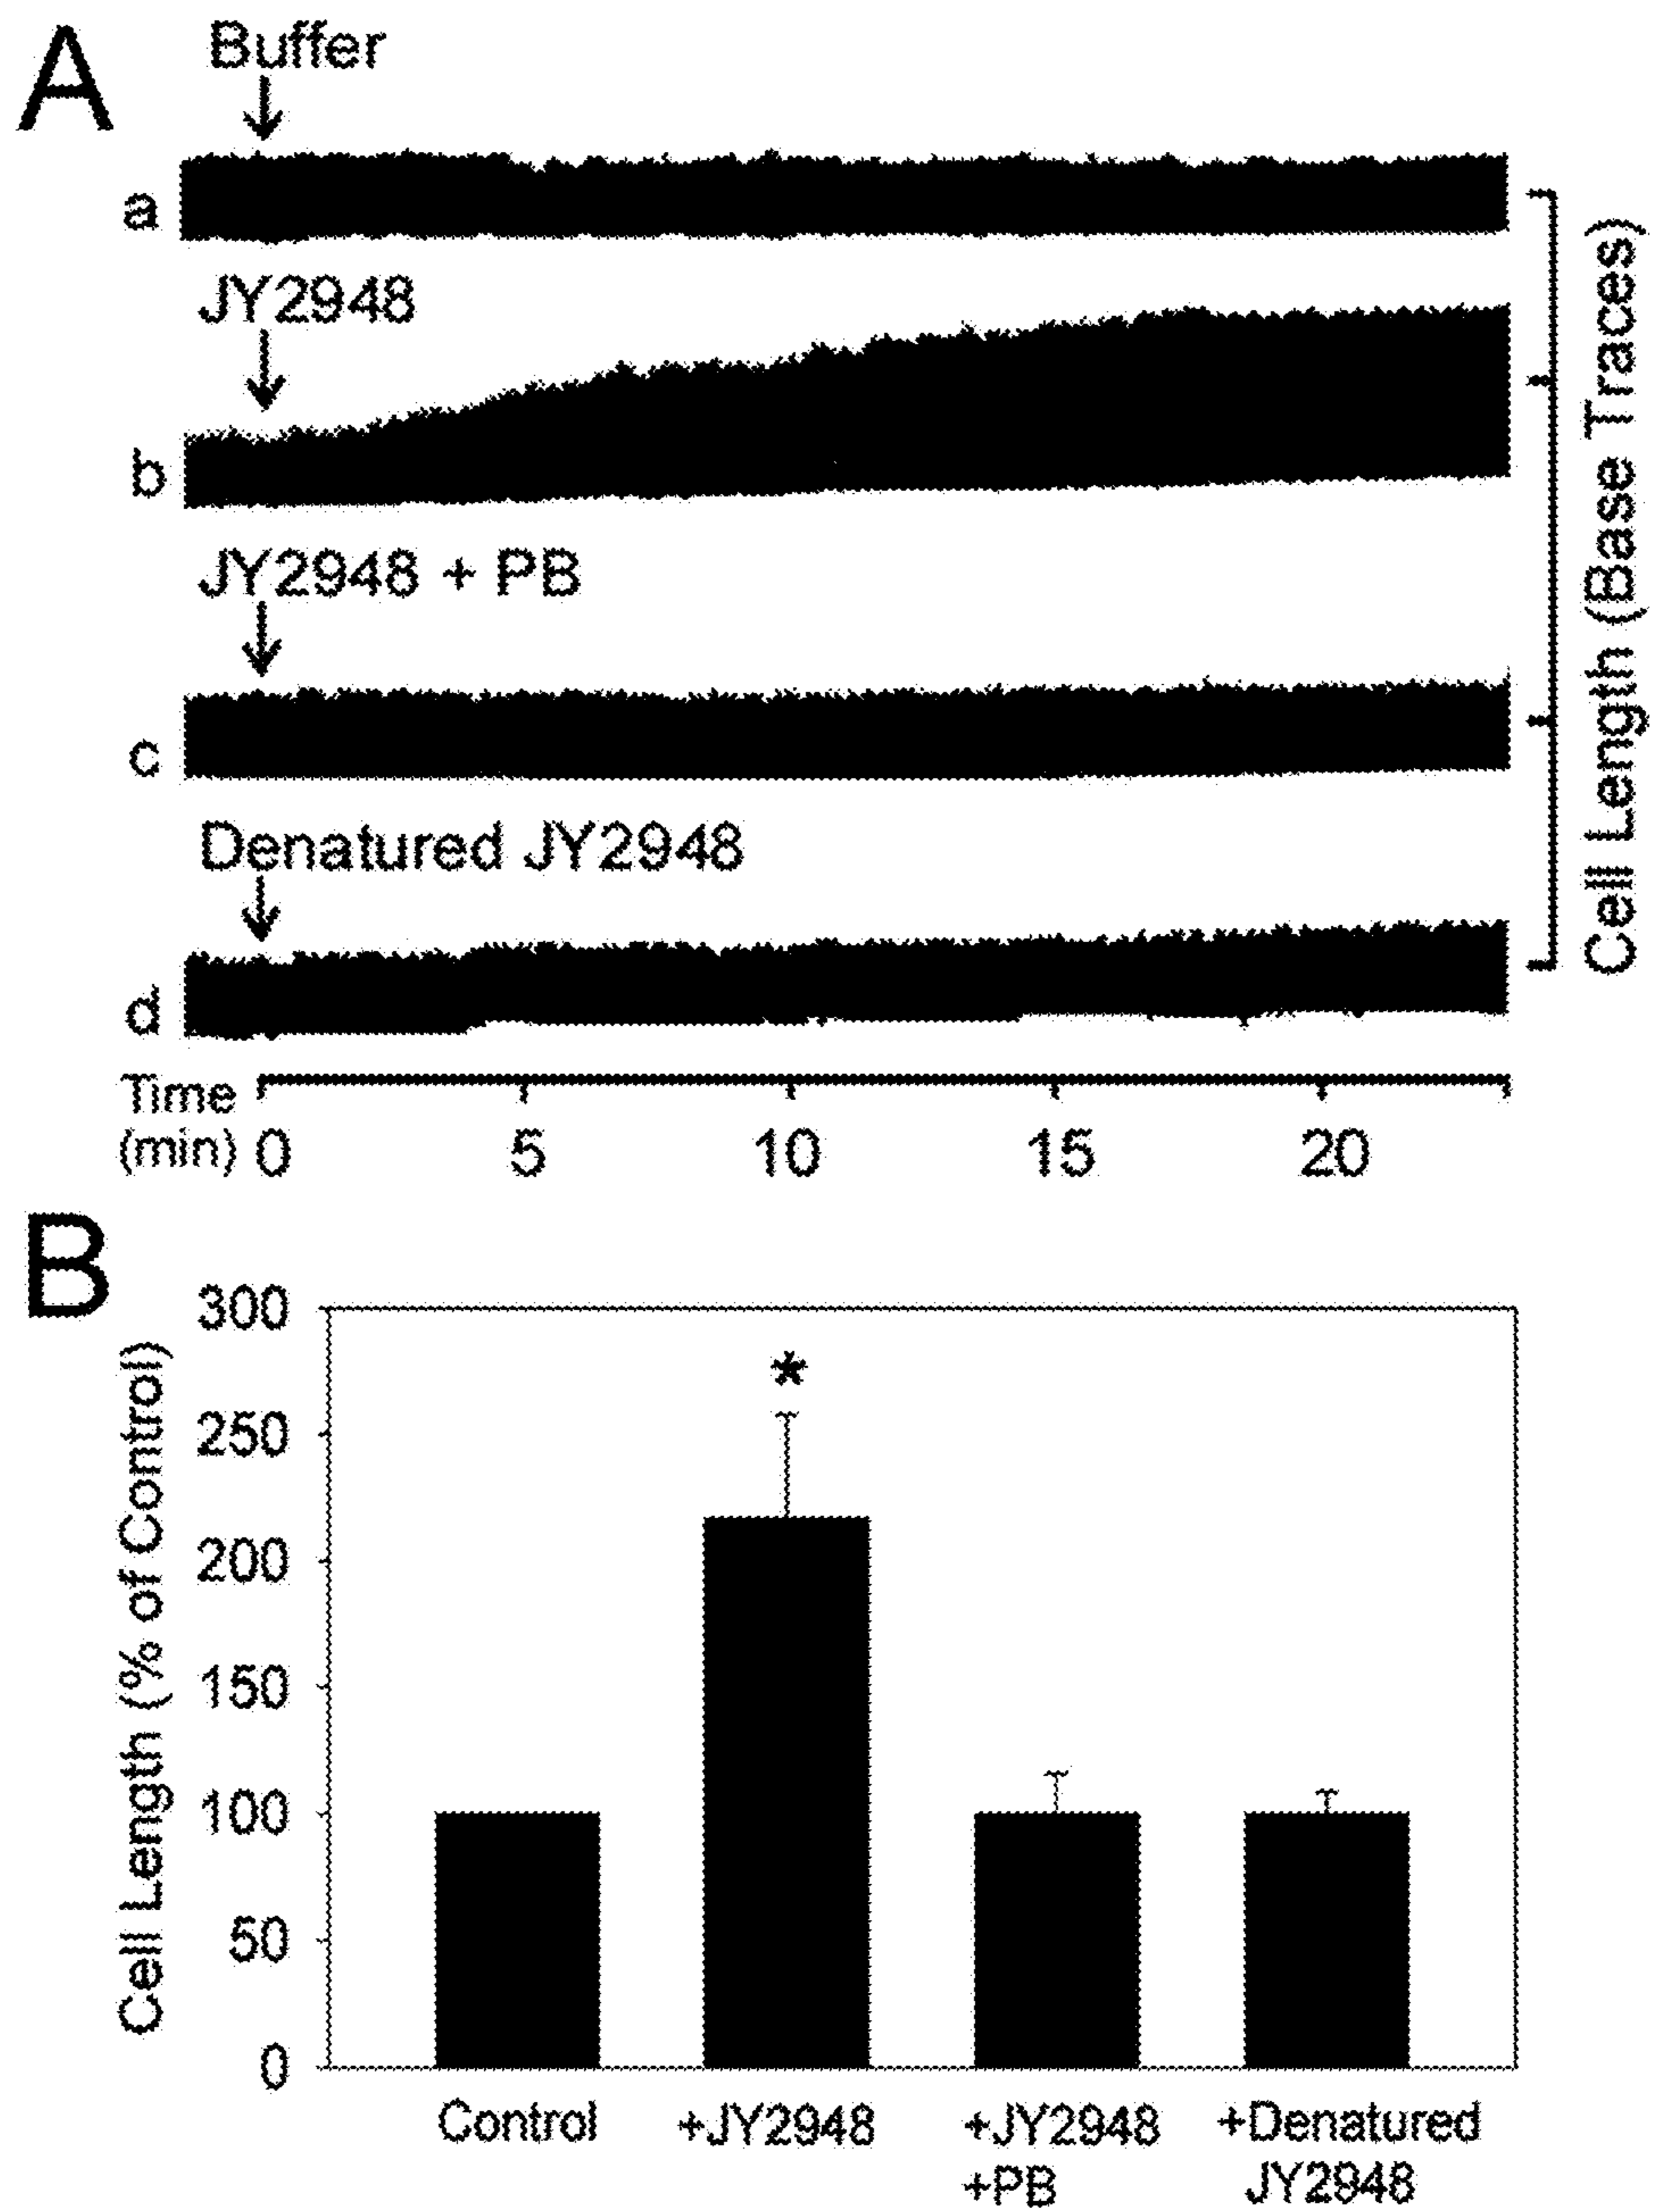 A
Buffer
a
JY2948
b
JY2948 + PB
c
Denatured JY2948
d
Cell Length (Base Traces)
Time
(min)
0 5 10 15 20
B
Cell Length (% of Control)
300
250
200
150
100
50
0
*
Control +JY2948 +JY2948 +Denatured
+PB JY2948